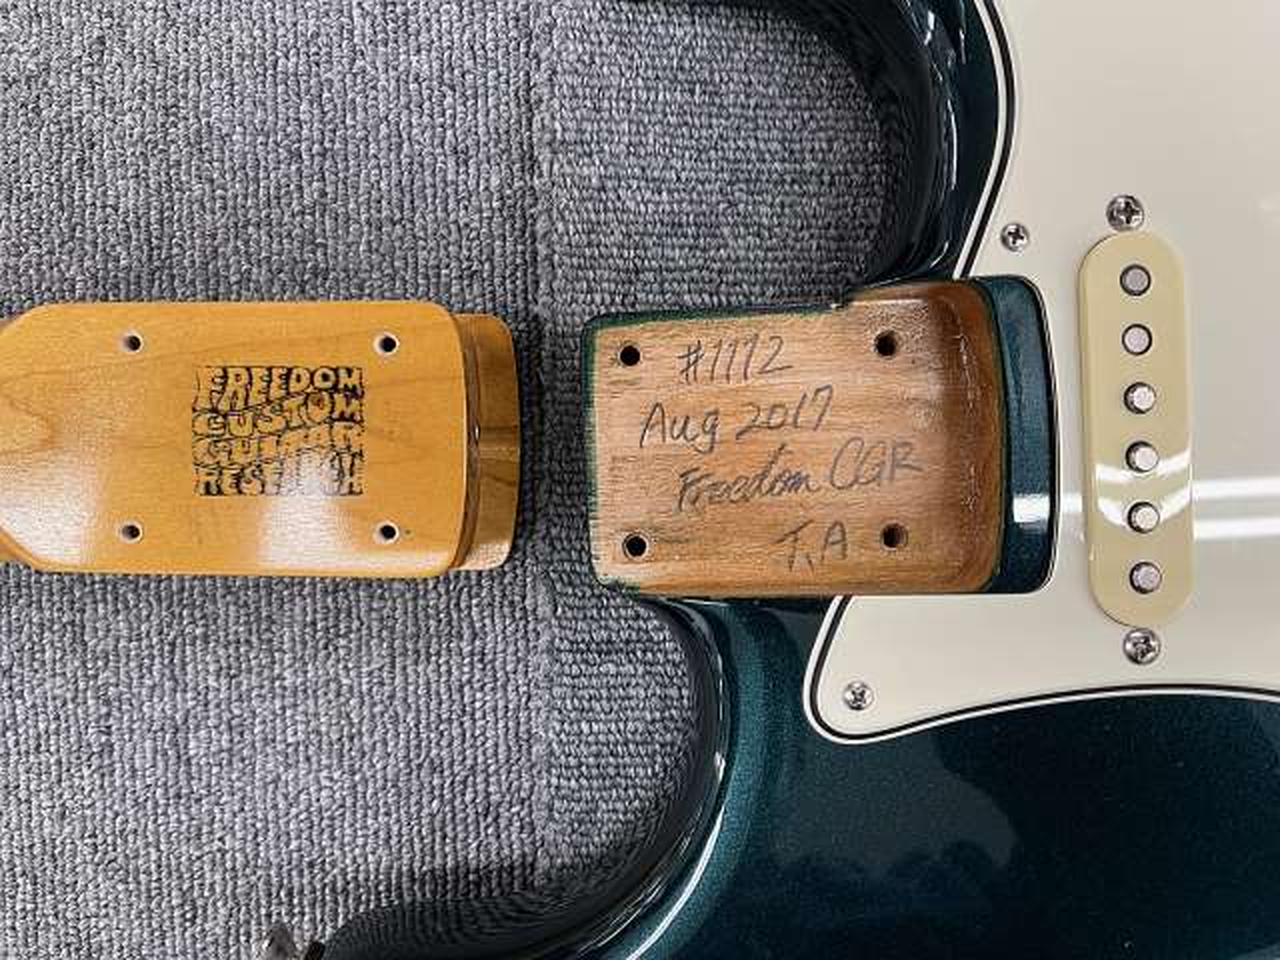 FREEDOM
CUSTOM
GUITAR
RESEARCH
#1112
Aug 2017
Freedom CGR
T.A